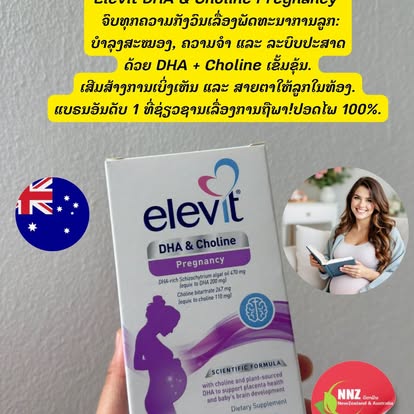 Elevit DHA & Choline Pregnancy
ຈົບທຸກຄວາມກັງວົນເລື່ອງພັດທະນາການລູກ:
ບຳລຸງສະໝອງ, ຄວາມຈຳ ແລະ ລະບົບປະສາດ
ດ້ວຍ DHA + Choline ເຂັ້ມຂຸ້ນ.
ເສີມສ້າງການເບິ່ງເຫັນ ແລະ ສາຍຕາໃຫ້ລູກໃນທ້ອງ.
ແບຣນອັນດັບ 1 ທີ່ຊ່ຽວຊານເລື່ອງການຖືພາ!ປອດໄພ 100%.
elevit®
DHA & Choline
Pregnancy
DHA-rich Schizochytrium algal oil 470 mg
(equiv to DHA 200 mg)
Choline bitartrate 267 mg
(equiv to choline 110 mg)
SCIENTIFIC FORMULA
with choline and plant-sourced
DHA to support placenta health
and baby's brain development
Dietary Supplement
NNZ
NewZealand & Australia